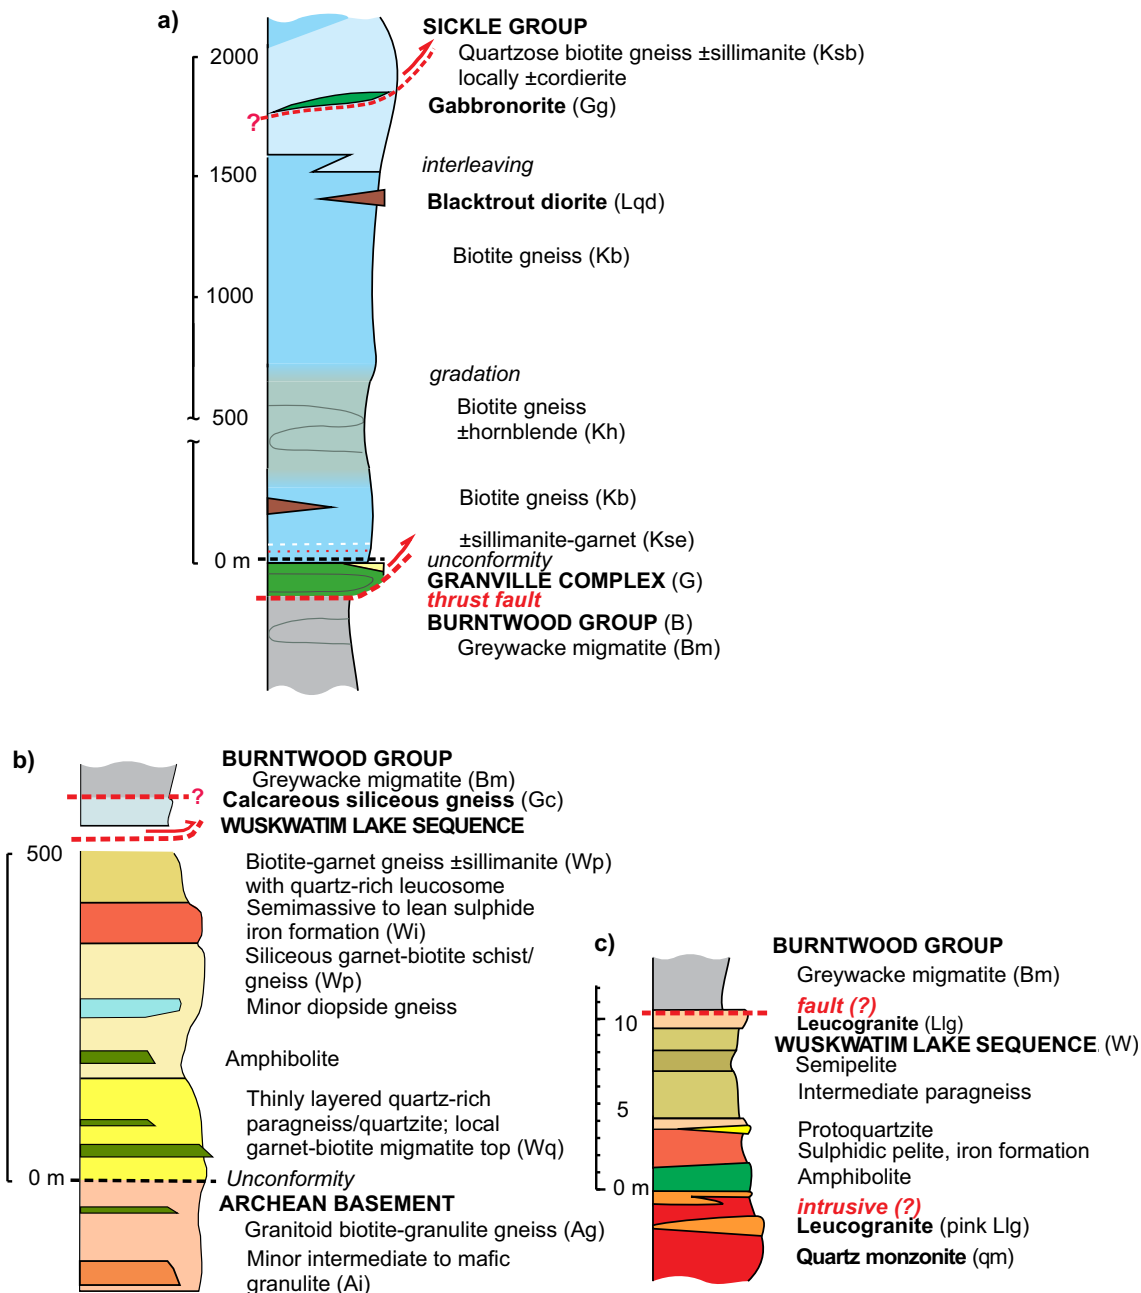 a)
SICKLE GROUP
Quartzose biotite gneiss ±sillimanite (Ksb)
locally ±cordierite
2000
Gabbronorite (Gg)
?
interleaving
1500
Blacktrout diorite (Lqd)
Biotite gneiss (Kb)
1000
gradation
Biotite gneiss
±hornblende (Kh)
500
Biotite gneiss (Kb)
±sillimanite-garnet (Kse)
0 m
unconformity
GRANVILLE COMPLEX (G)
thrust fault
BURNTWOOD GROUP (B)
Greywacke migmatite (Bm)
b)
BURNTWOOD GROUP
Greywacke migmatite (Bm)
?
Calcareous siliceous gneiss (Gc)
WUSKWATIM LAKE SEQUENCE
500
Biotite-garnet gneiss ±sillimanite (Wp)
with quartz-rich leucosome
Semimassive to lean sulphide
iron formation (Wi)
Siliceous garnet-biotite schist/
gneiss (Wp)
Minor diopside gneiss
Amphibolite
Thinly layered quartz-rich
paragneiss/quartzite; local
garnet-biotite migmatite top (Wq)
0 m
Unconformity
ARCHEAN BASEMENT
Granitoid biotite-granulite gneiss (Ag)
Minor intermediate to mafic
granulite (Ai)
c)
BURNTWOOD GROUP
Greywacke migmatite (Bm)
fault (?)
10
Leucogranite (Llg)
WUSKWATIM LAKE SEQUENCE. (W)
Semipelite
Intermediate paragneiss
5
Protoquartzite
Sulphidic pelite, iron formation
Amphibolite
0 m
intrusive (?)
Leucogranite (pink Llg)
Quartz monzonite (qm)